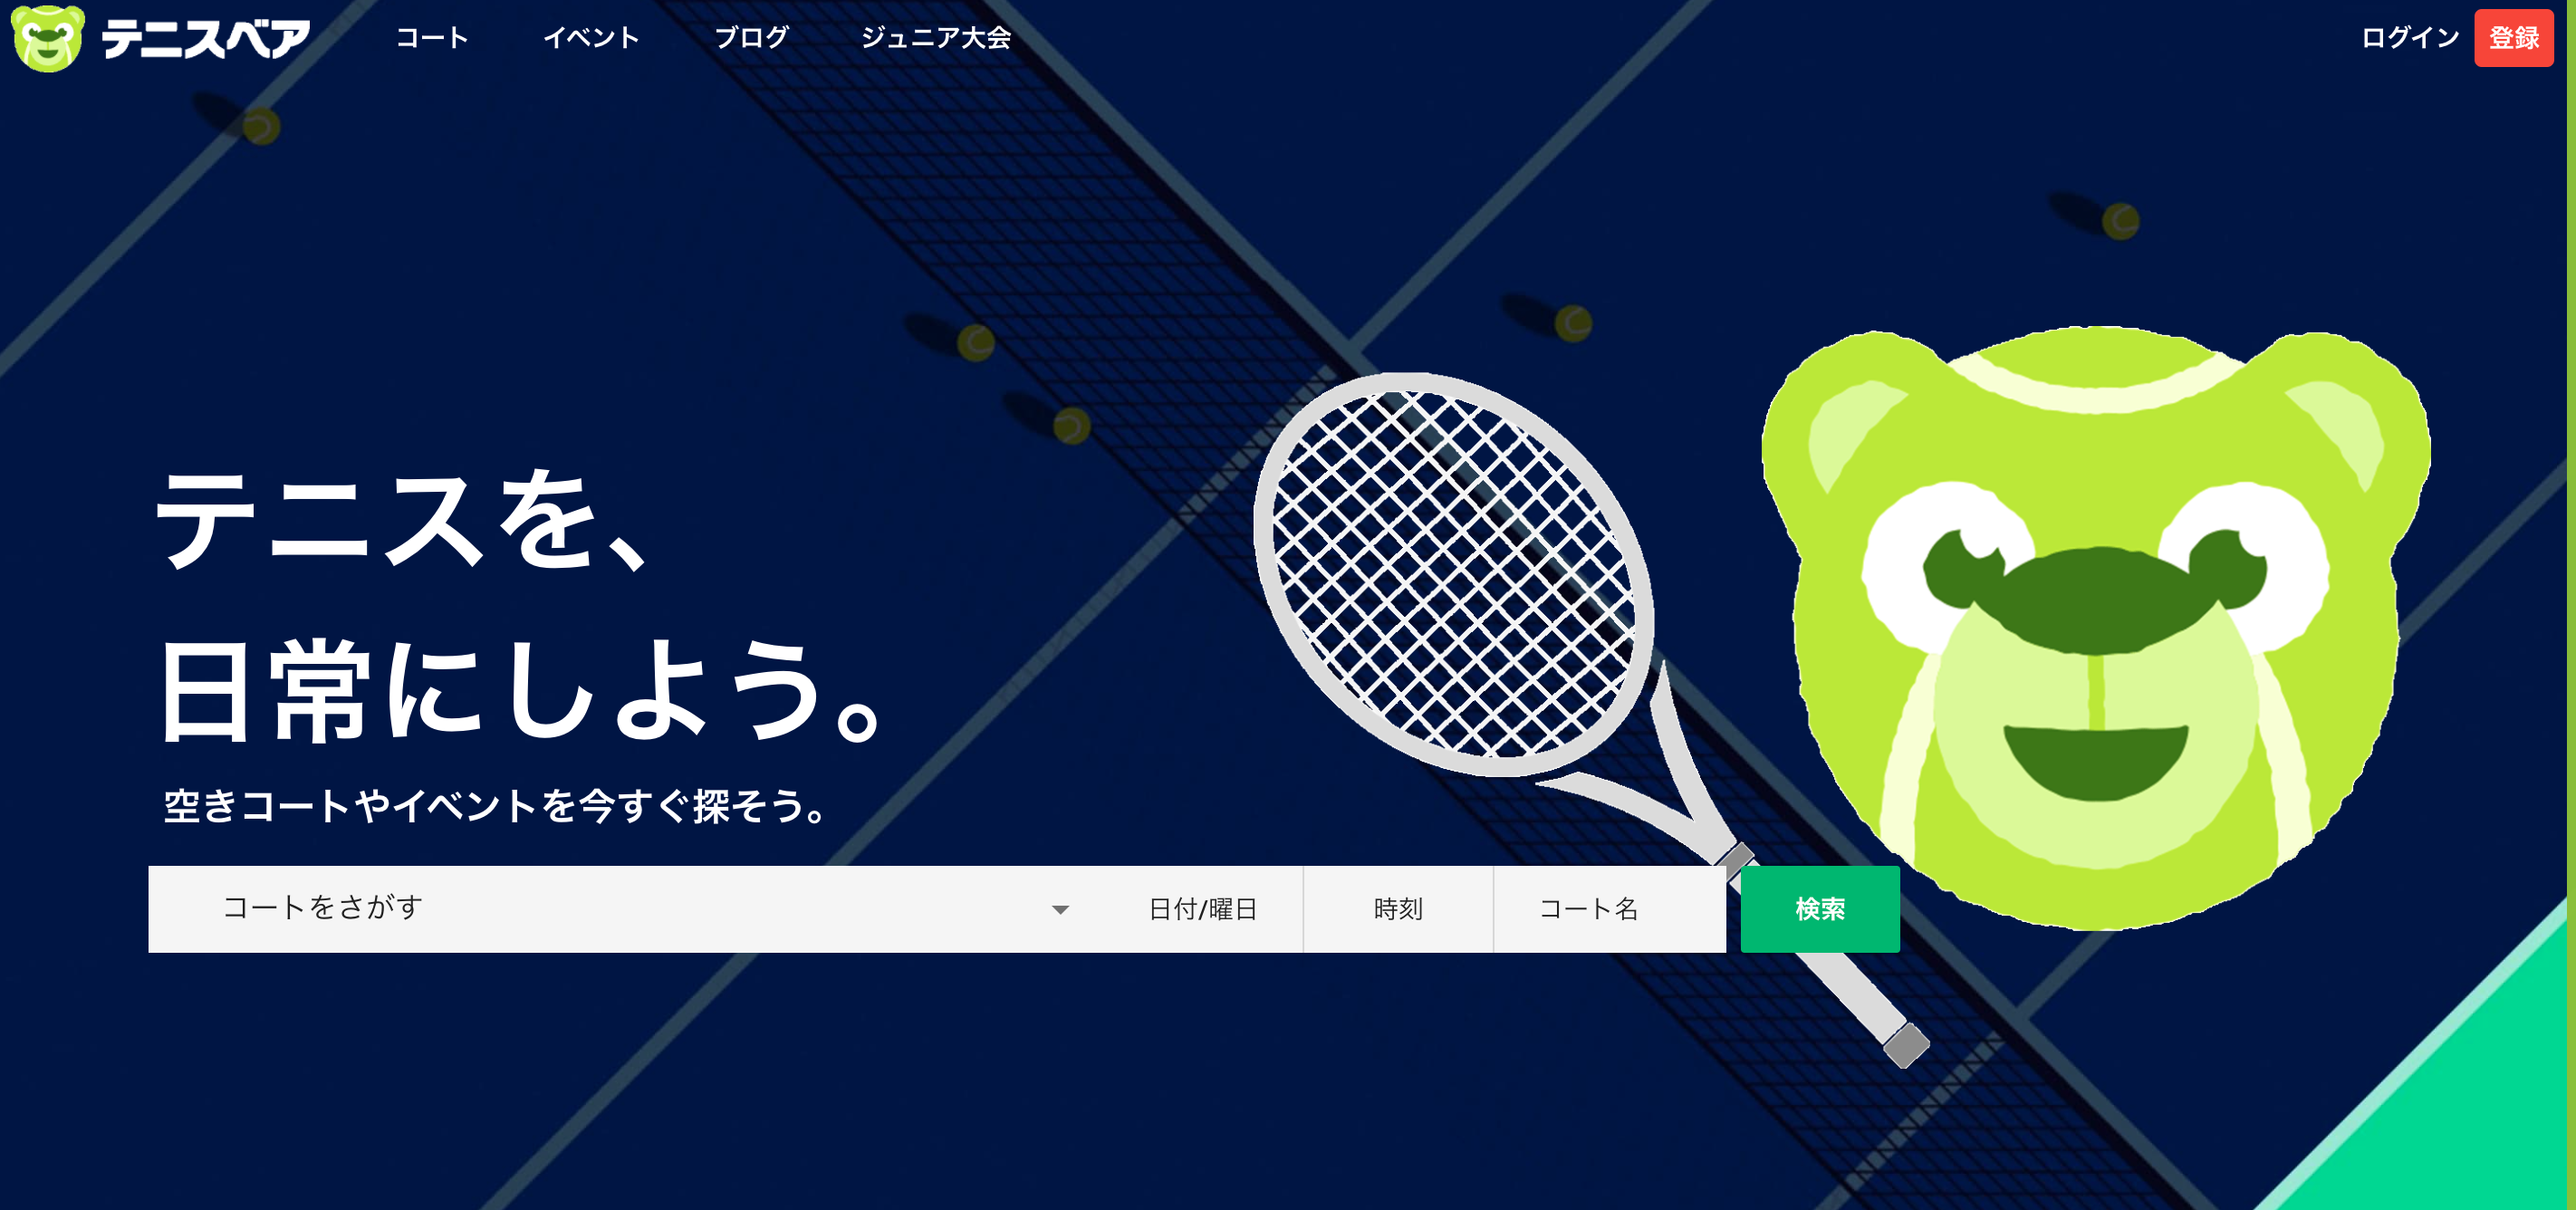 テニスベア
コート イベント ブログ ジュニア大会 ログイン 登録
テニスを、
日常にしよう。
空きコートやイベントを今すぐ探そう。
コートをさがす 日付/曜日 時刻 コート名 検索